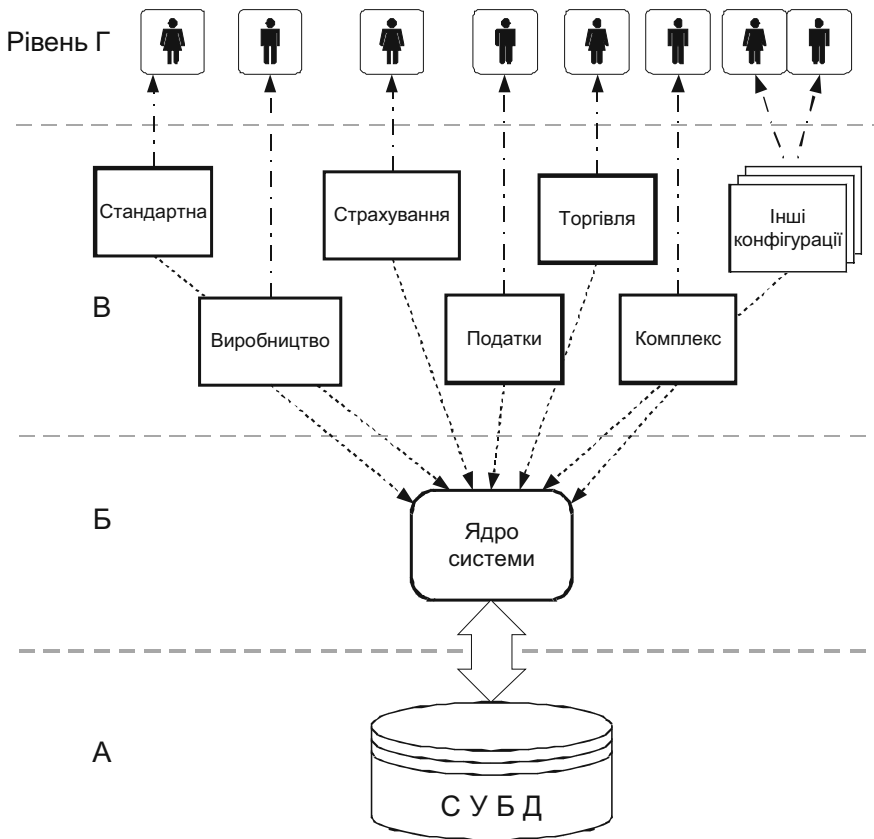 Рівень Г
Стандартна
Страхування
Торгівля
Інші
конфігурації
В
Виробництво
Податки
Комплекс
Б
Ядро
системи
А
С У Б Д